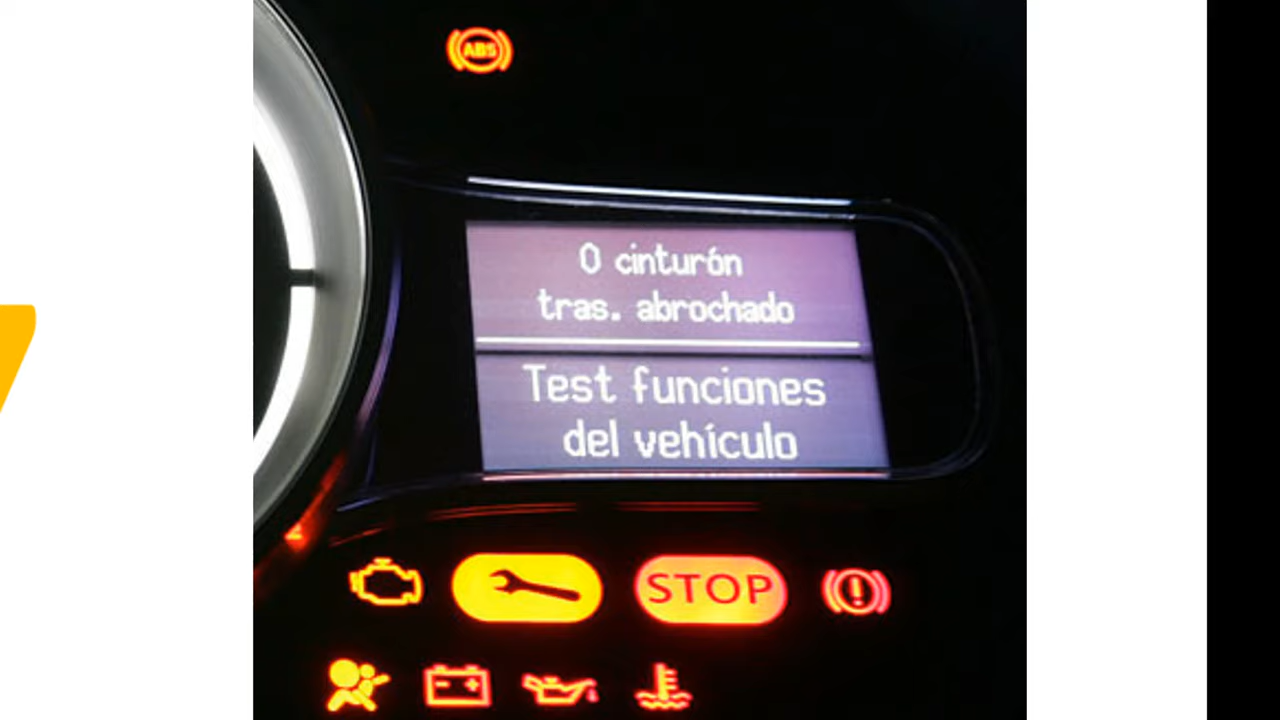 ABS
0 cinturón
tras. abrochado
Test funciones
del vehículo
STOP